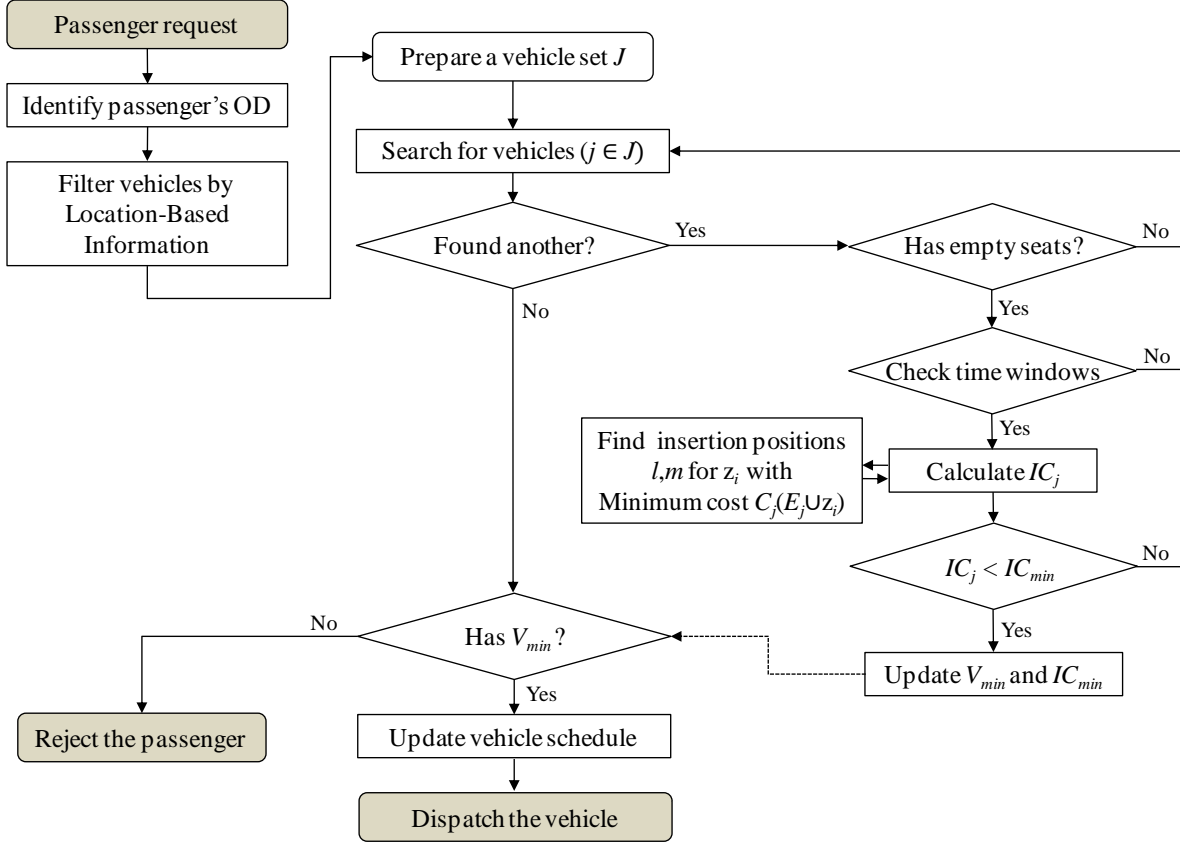 Passenger request
Identify passenger's OD
Filter vehicles by
Location-Based
Information
Prepare a vehicle set J
Search for vehicles (j ∈ J)
Found another?
Yes
No
Has empty seats?
No
Yes
Check time windows
No
Yes
Find insertion positions
l,m for z_i with
Minimum cost C_j(E_j∪z_i)
Calculate IC_j
IC_j < IC_min
No
Yes
Update V_min and IC_min
Has V_min?
No
Yes
Reject the passenger
Update vehicle schedule
Dispatch the vehicle